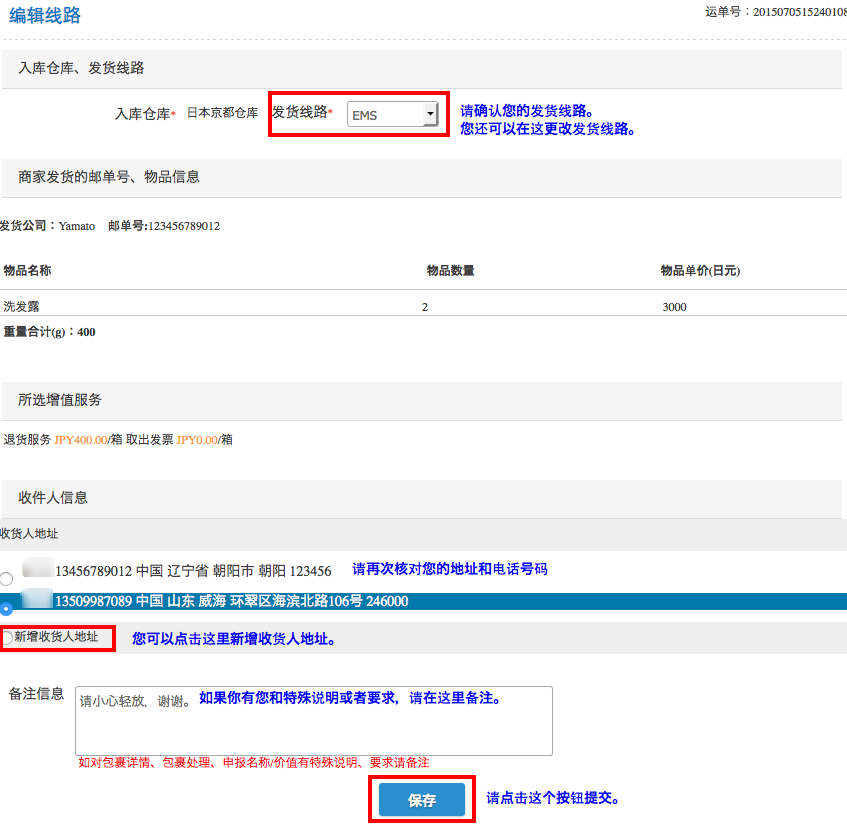 编辑线路
运单号：2015070515240108
入库仓库、发货线路
入库仓库* 日本京都仓库 发货线路* EMS 请确认您的发货线路。
您还可以在这更改发货线路。
商家发货的邮单号、物品信息
发货公司：Yamato 邮单号:123456789012
物品名称 物品数量 物品单价(日元)
洗发露 2 3000
重量合计(g)：400
所选增值服务
退货服务 JPY400.00/箱 取出发票 JPY0.00/箱
收件人信息
收货人地址
13456789012 中国 辽宁省 朝阳市 朝阳 123456 请再次核对您的地址和电话号码
13509987089 中国 山东 威海 环翠区海滨北路106号 246000
新增收货人地址 您可以点击这里新增收货人地址。
备注信息 请小心轻放，谢谢。 如果你有您和特殊说明或者要求，请在这里备注。
如对包裹详情、包裹处理、申报名称/价值有特殊说明、要求请备注
保存 请点击这个按钮提交。